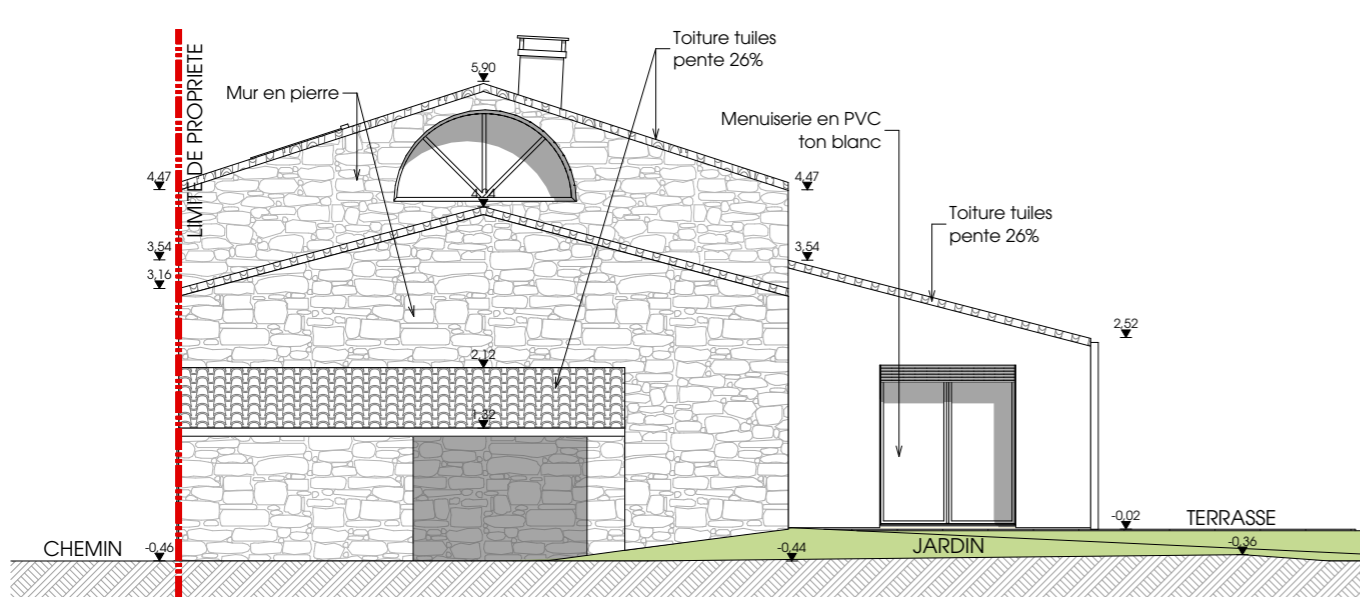 Toiture tuiles
pente 26%
5,90
Mur en pierre
LIMITE DE PROPRIETE
Menuiserie en PVC
ton blanc
4,47
4,47
Toiture tuiles
pente 26%
3,54
3,54
3,16
2,52
2,12
1,32
-0,02
TERRASSE
CHEMIN
-0,46
-0,44
JARDIN
-0,36